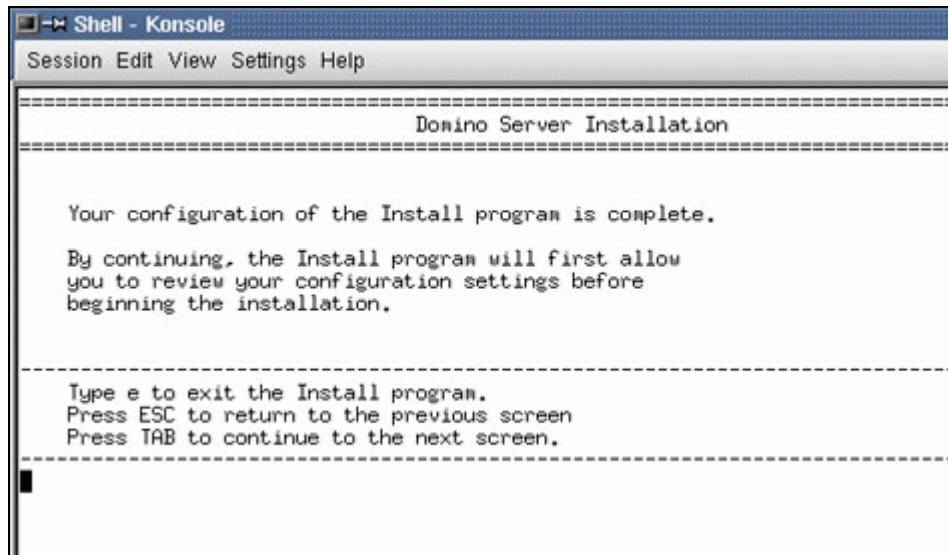 Shell - Konsole
Session Edit View Settings Help
Domino Server Installation
Your configuration of the Install program is complete.
By continuing, the Install program will first allow
you to review your configuration settings before
beginning the installation.
Type e to exit the Install program.
Press ESC to return to the previous screen
Press TAB to continue to the next screen.